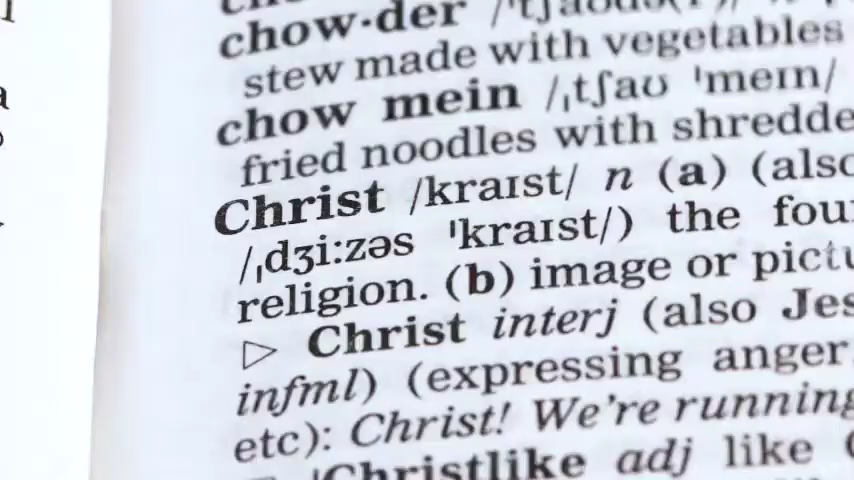 chow·der
stew made with vegetables
chow mein /ˌtʃaʊ ˈmeɪn/
fried noodles with shredde
Christ /kraɪst/ n (a) (also
/ˌdʒi:zəs ˈkraɪst/) the fou
religion. (b) image or pictu
▷ Christ interj (also Jes
infml) (expressing anger
etc): Christ! We're running
Christlike adj like